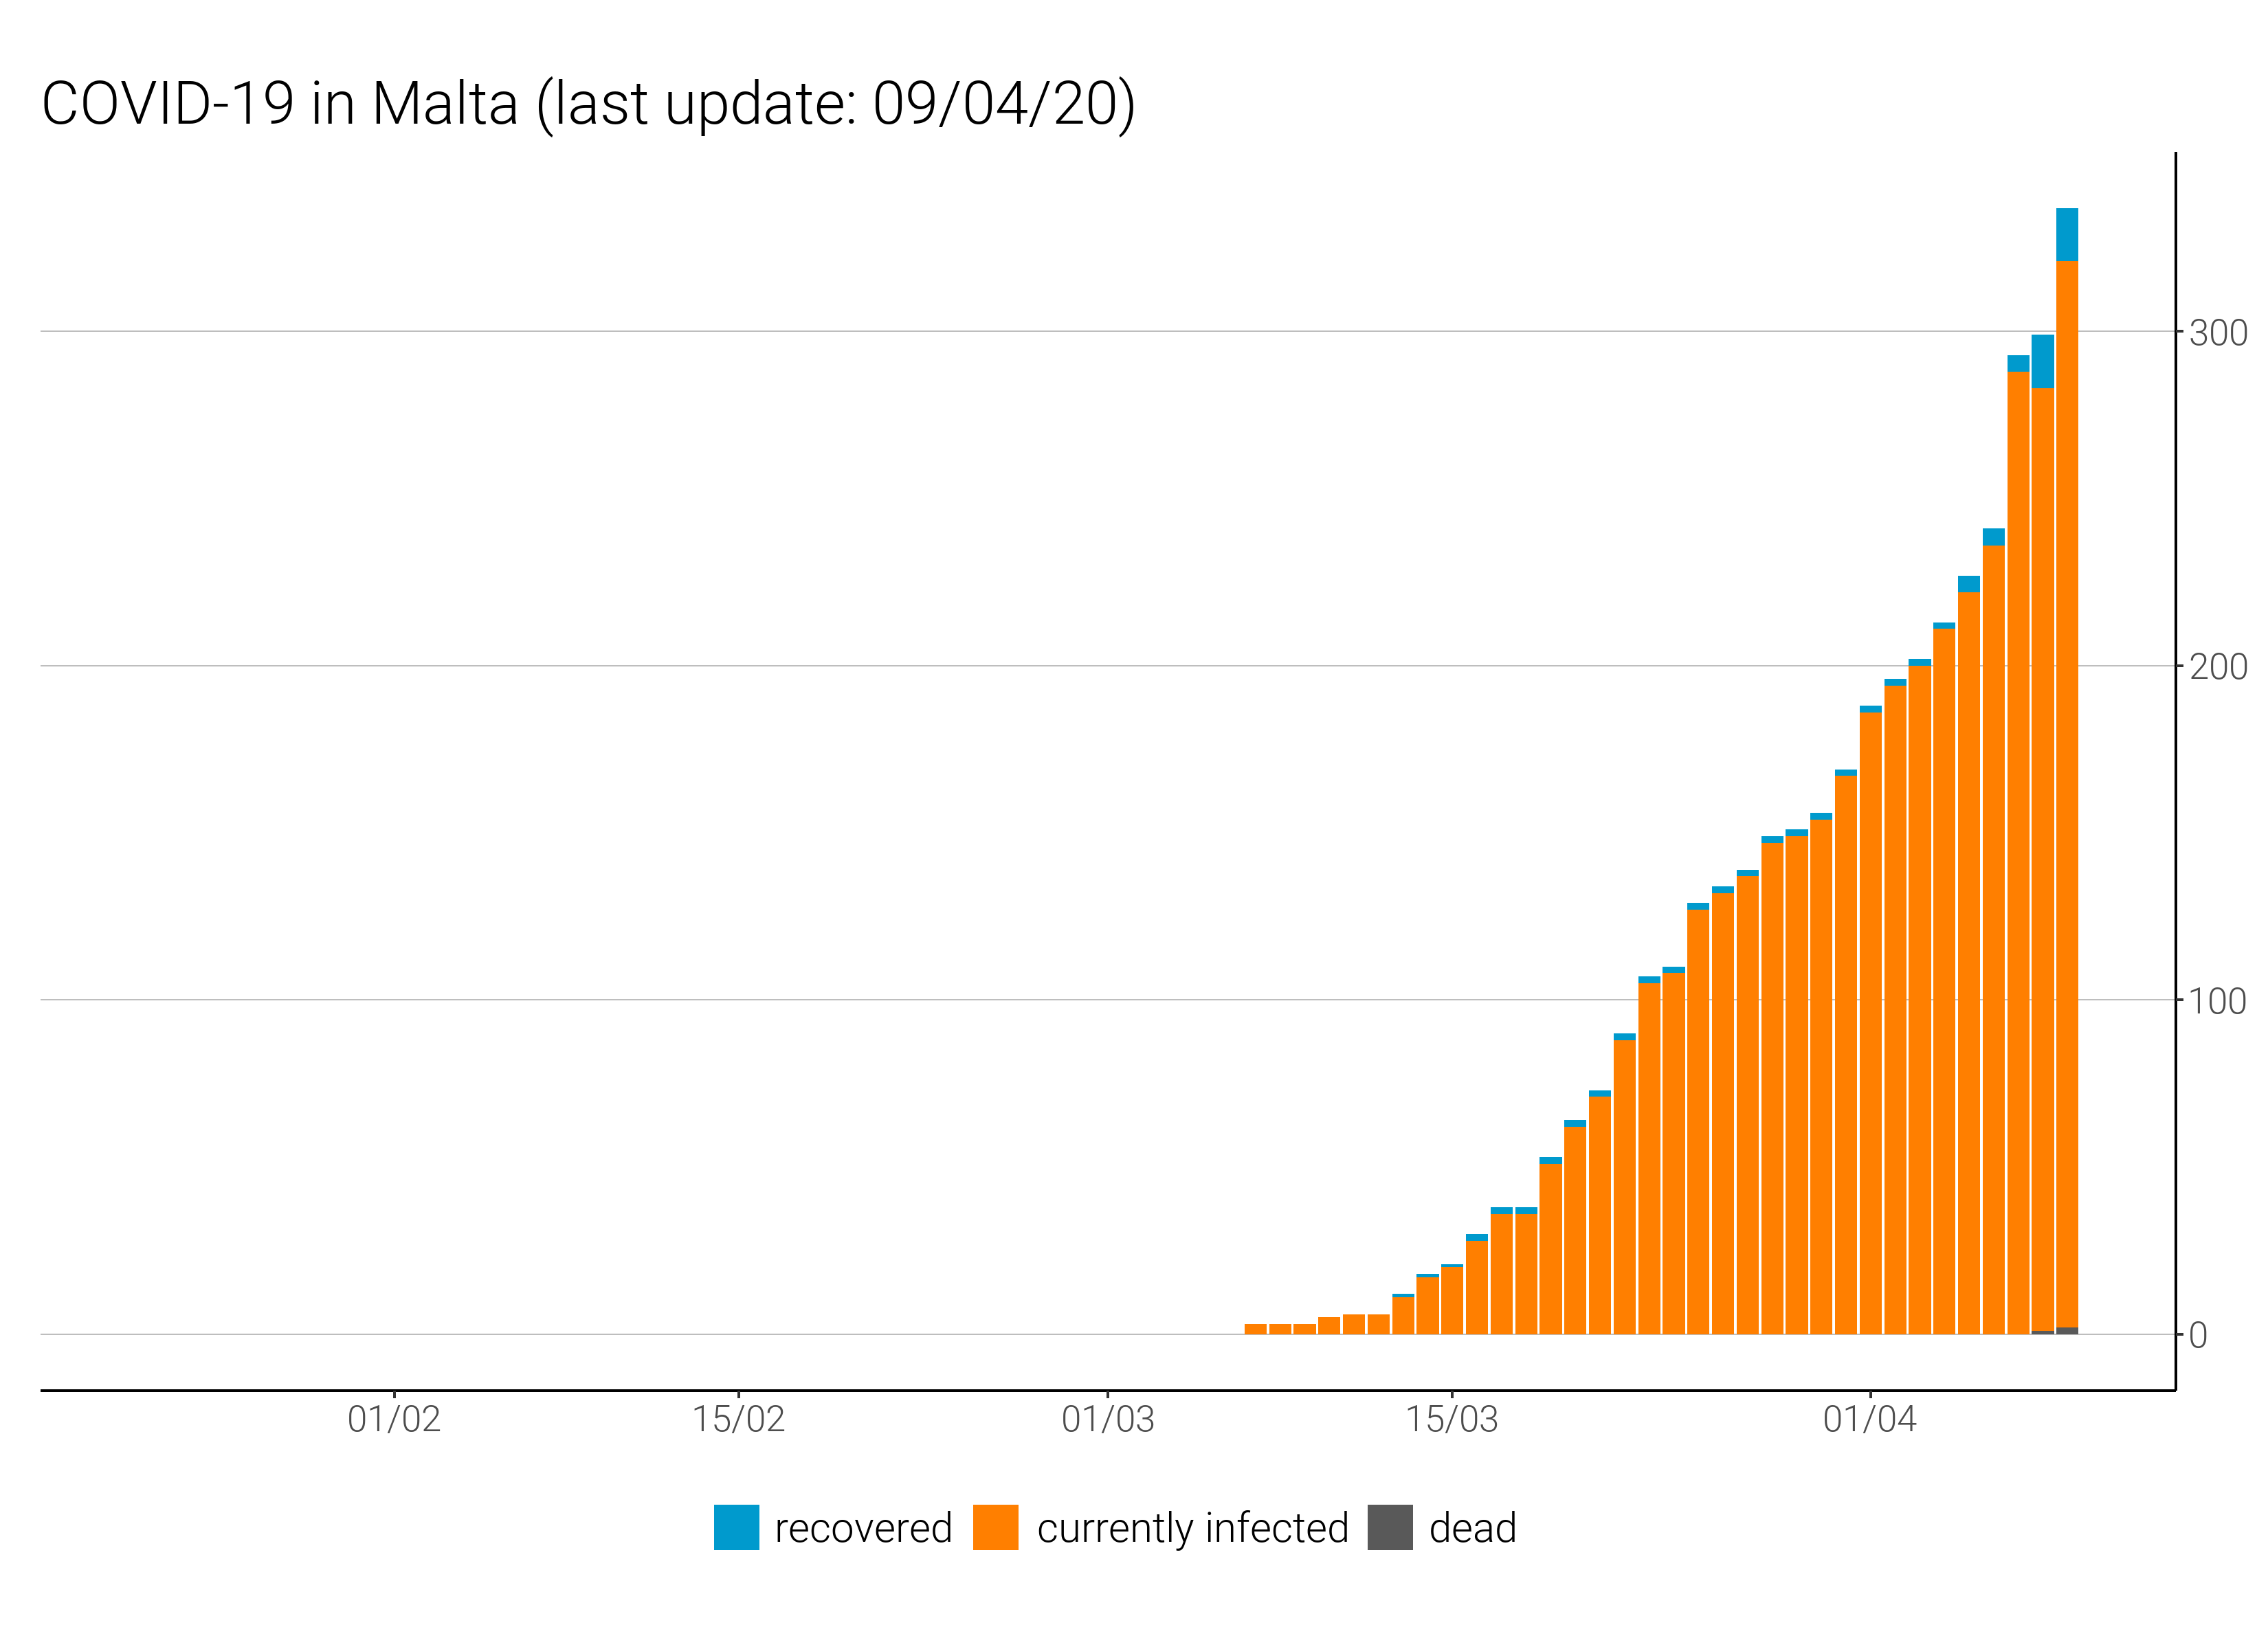 COVID-19 in Malta (last update: 09/04/20)
300
200
100
0
01/02 15/02 01/03 15/03 01/04
recovered currently infected dead